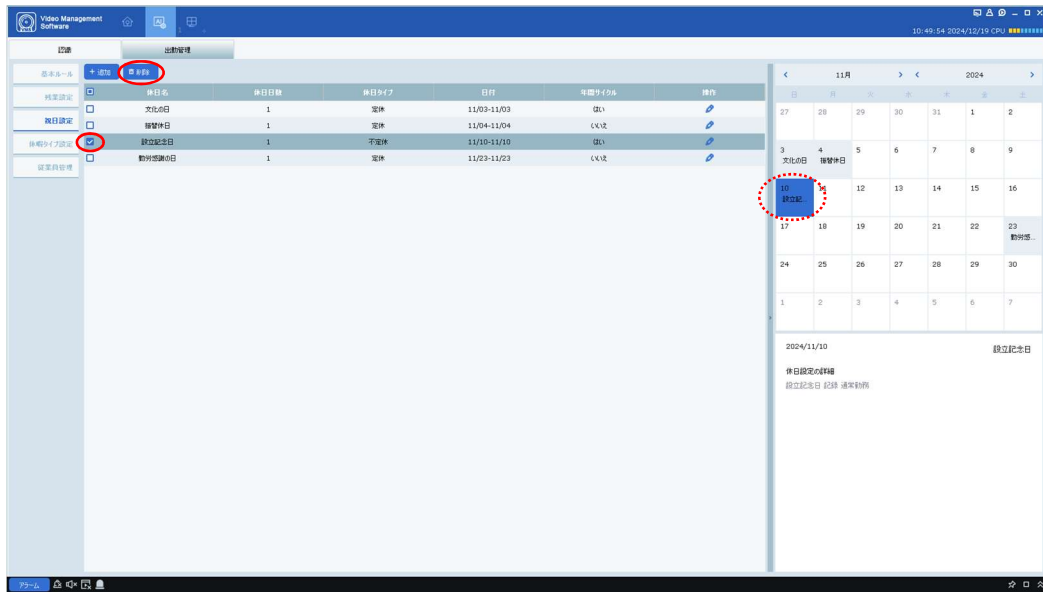 Video Management
Software
AI
10:49:54 2024/12/19 CPU
認識
出勤管理
基本ルール
残業設定
祝日設定
休暇タイプ設定
従業員管理
+ 追加
削除
休日名 休日日数 休日タイプ 日付 年間サイクル 操作
文化の日 1 定休 11/03-11/03 はい
振替休日 1 定休 11/04-11/04 いいえ
設立記念日 1 不定休 11/10-11/10 はい
勤労感謝の日 1 定休 11/23-11/23 いいえ
< 11月 > < 2024 >
日 月 火 水 木 金 土
27 28 29 30 31 1 2
3 4 5 6 7 8 9
文化の日 振替休日
10 11 12 13 14 15 16
設立記...
17 18 19 20 21 22 23
勤労感...
24 25 26 27 28 29 30
1 2 3 4 5 6 7
2024/11/10 設立記念日
休日設定の詳細
設立記念日 記録 通常勤務
アラーム